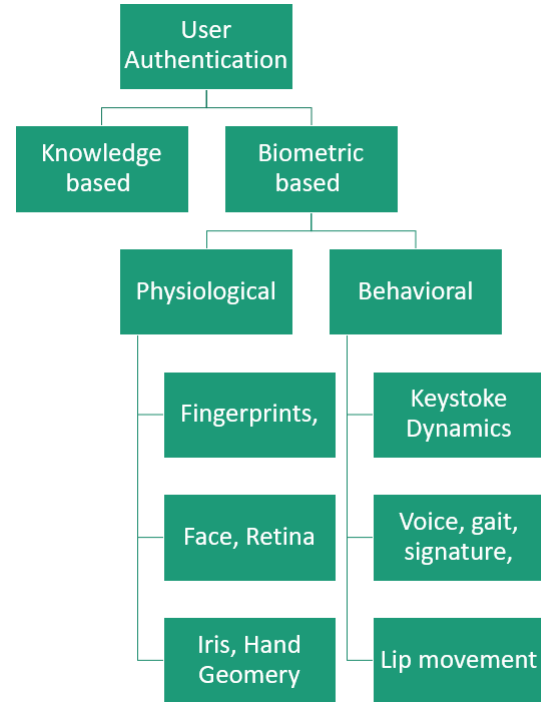 User
Authentication
Knowledge
based
Biometric
based
Physiological
Behavioral
Fingerprints,
Keystoke
Dynamics
Face, Retina
Voice, gait,
signature,
Iris, Hand
Geomery
Lip movement